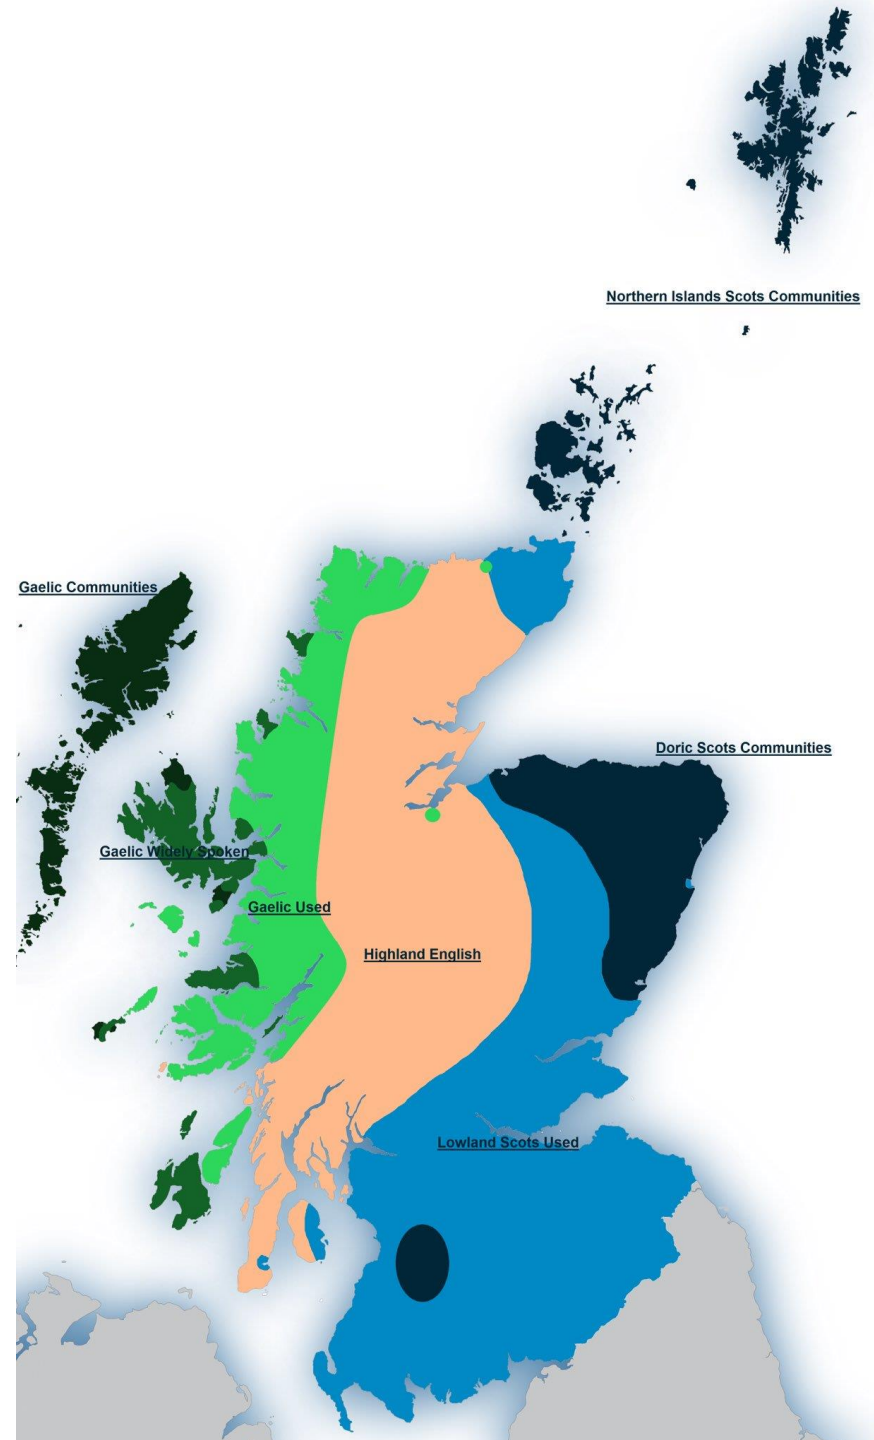 Northern Islands Scots Communities
Gaelic Communities
Doric Scots Communities
Gaelic Widely Spoken
Gaelic Used
Highland English
Lowland Scots Used